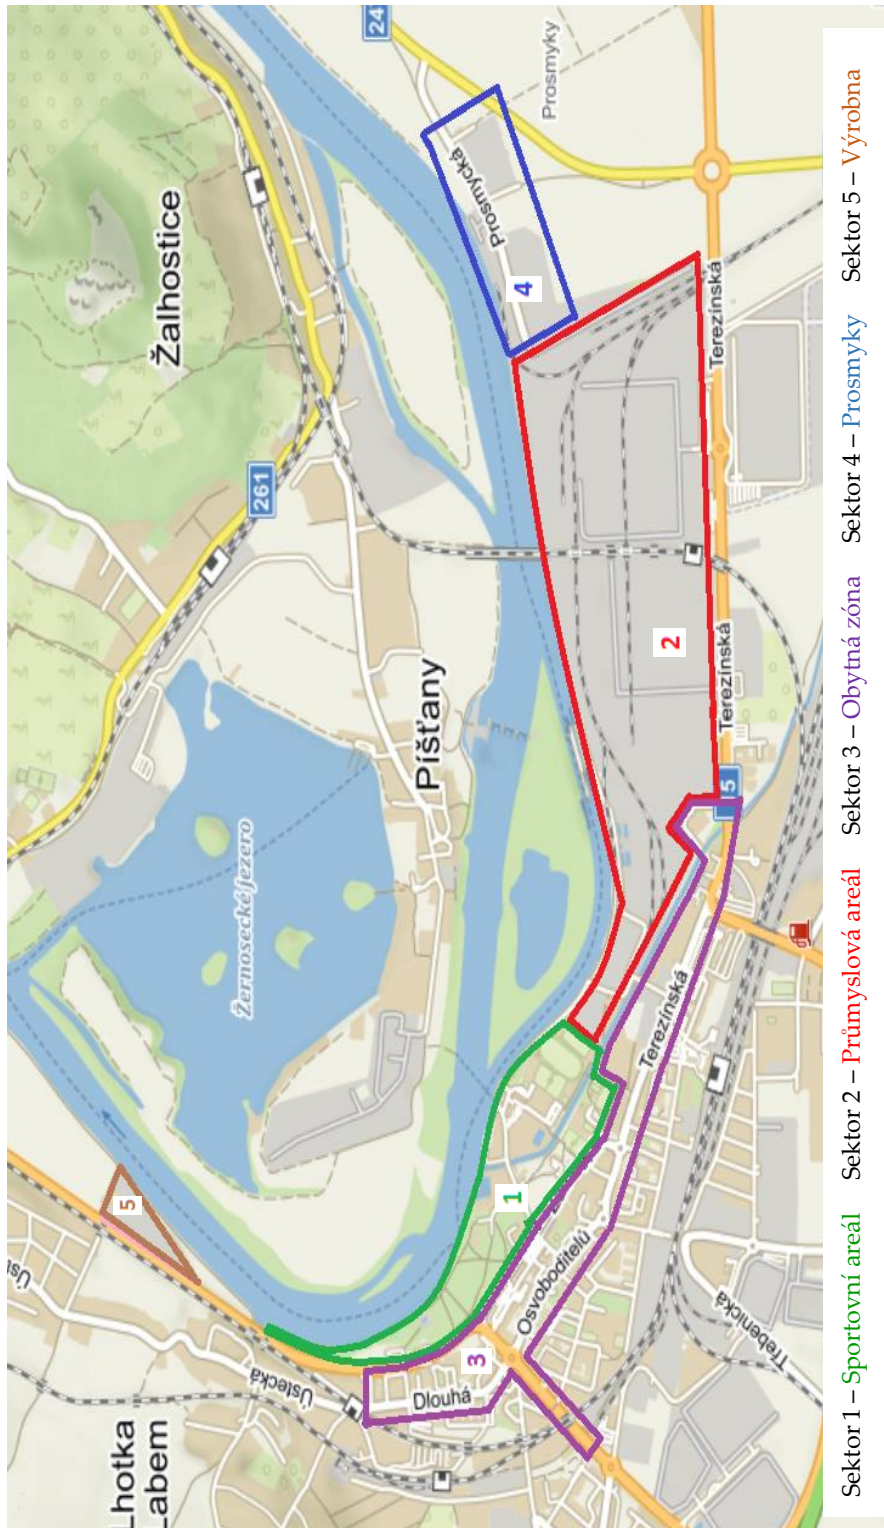 Úst
Lhotka
Labem
5
Žalhostice
261
Žernosecké jezero
Ústecká
24
Píšťany
Dlouhá
3
Prosmycká
1
4
Osvoboditelů
Prosmyky
Terezínská
2
Terezínská
Terezínská
15
Třebenická
Sektor 1 – Sportovní areál Sektor 2 – Průmyslová areál Sektor 3 – Obytná zóna Sektor 4 – Prosmyky Sektor 5 – Výrobna